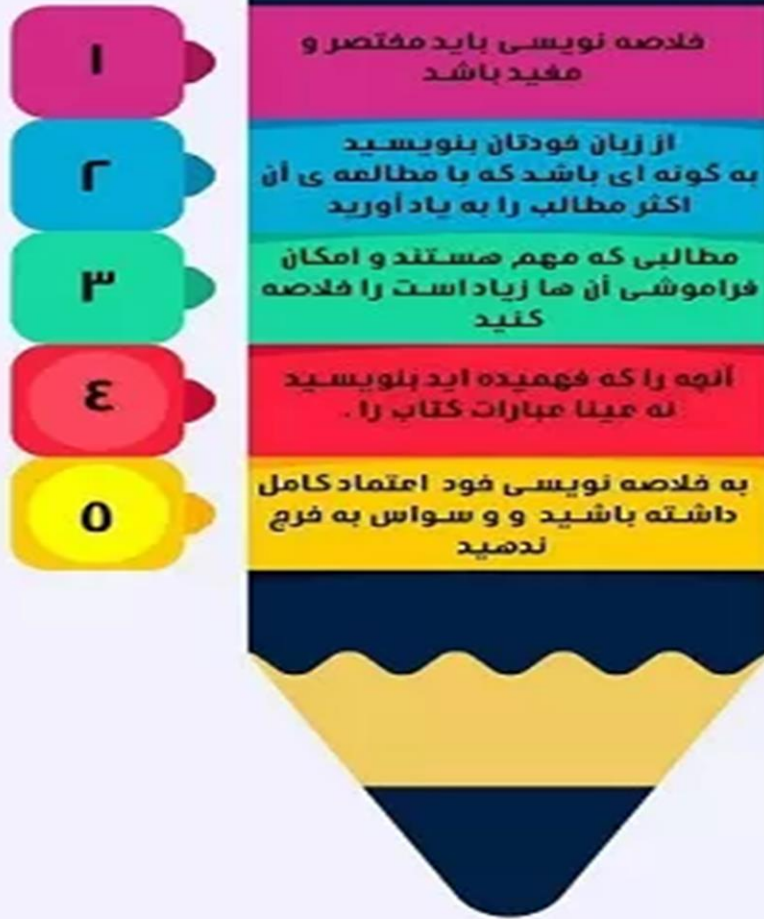 ۱
خلاصه نویسی باید مختصر و
مفید باشد
۲
از زبان خودتان بنویسید
به گونه ای باشد که با مطالعه ی آن
اکثر مطالب را به یاد آورید
۳
مطالبی که مهم هستند و امکان
فراموشی آن ها زیاد است را خلاصه
کنید
٤
آنچه را که فهمیده اید بنویسید
نه عینا عبارات کتاب را .
۵
به خلاصه نویسی خود اعتماد کامل
داشته باشید و و سواس به خرج
ندهید